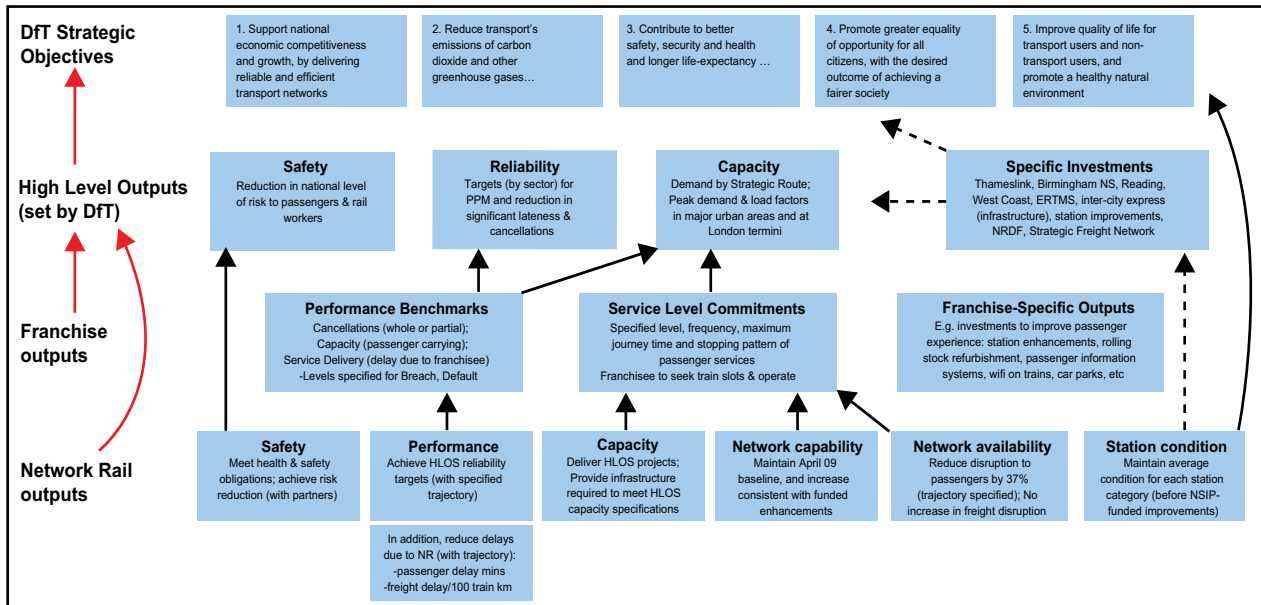 DfT Strategic
Objectives
1. Support national
economic competitiveness
and growth, by delivering
reliable and efficient
transport networks
2. Reduce transport's
emissions of carbon
dioxide and other
greenhouse gases…
3. Contribute to better
safety, security and health
and longer life-expectancy …
4. Promote greater equality
of opportunity for all
citizens, with the desired
outcome of achieving a
fairer society
5. Improve quality of life for
transport users and non-
transport users, and
promote a healthy natural
environment
High Level Outputs
(set by DfT)
Safety
Reduction in national level
of risk to passengers & rail
workers
Reliability
Targets (by sector) for
PPM and reduction in
significant lateness &
cancellations
Capacity
Demand by Strategic Route;
Peak demand & load factors
in major urban areas and at
London termini
Specific Investments
Thameslink, Birmingham NS, Reading,
West Coast, ERTMS, inter-city express
(infrastructure), station improvements,
NRDF, Strategic Freight Network
Franchise
outputs
Performance Benchmarks
Cancellations (whole or partial);
Capacity (passenger carrying);
Service Delivery (delay due to franchisee)
-Levels specified for Breach, Default
Service Level Commitments
Specified level, frequency, maximum
journey time and stopping pattern of
passenger services
Franchisee to seek train slots & operate
Franchise-Specific Outputs
E.g. investments to improve passenger
experience: station enhancements, rolling
stock refurbishment, passenger information
systems, wifi on trains, car parks, etc
Network Rail
outputs
Safety
Meet health & safety
obligations; achieve risk
reduction (with partners)
Performance
Achieve HLOS reliability
targets (with specified
trajectory)
In addition, reduce delays
due to NR (with trajectory):
-passenger delay mins
-freight delay/100 train km
Capacity
Deliver HLOS projects;
Provide infrastructure
required to meet HLOS
capacity specifications
Network capability
Maintain April 09
baseline, and increase
consistent with funded
enhancements
Network availability
Reduce disruption to
passengers by 37%
(trajectory specified); No
increase in freight disruption
Station condition
Maintain average
condition for each station
category (before NSIP-
funded improvements)